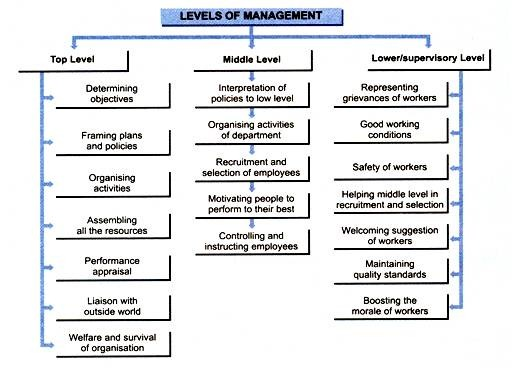 LEVELS OF MANAGEMENT
Top Level
Determining
objectives
Framing plans
and policies
Organising
activities
Assembling
all the resources
Performance
appraisal
Liaison with
outside world
Welfare and survival
of organisation
Middle Level
Interpretation of
policies to low level
Organising activities
of department
Recruitment and
selection of employees
Motivating people to
perform to their best
Controlling and
instructing employees
Lower/supervisory Level
Representing
grievances of workers
Good working
conditions
Safety of workers
Helping middle level in
recruitment and selection
Welcoming suggestion
of workers
Maintaining
quality standards
Boosting the
morale of workers